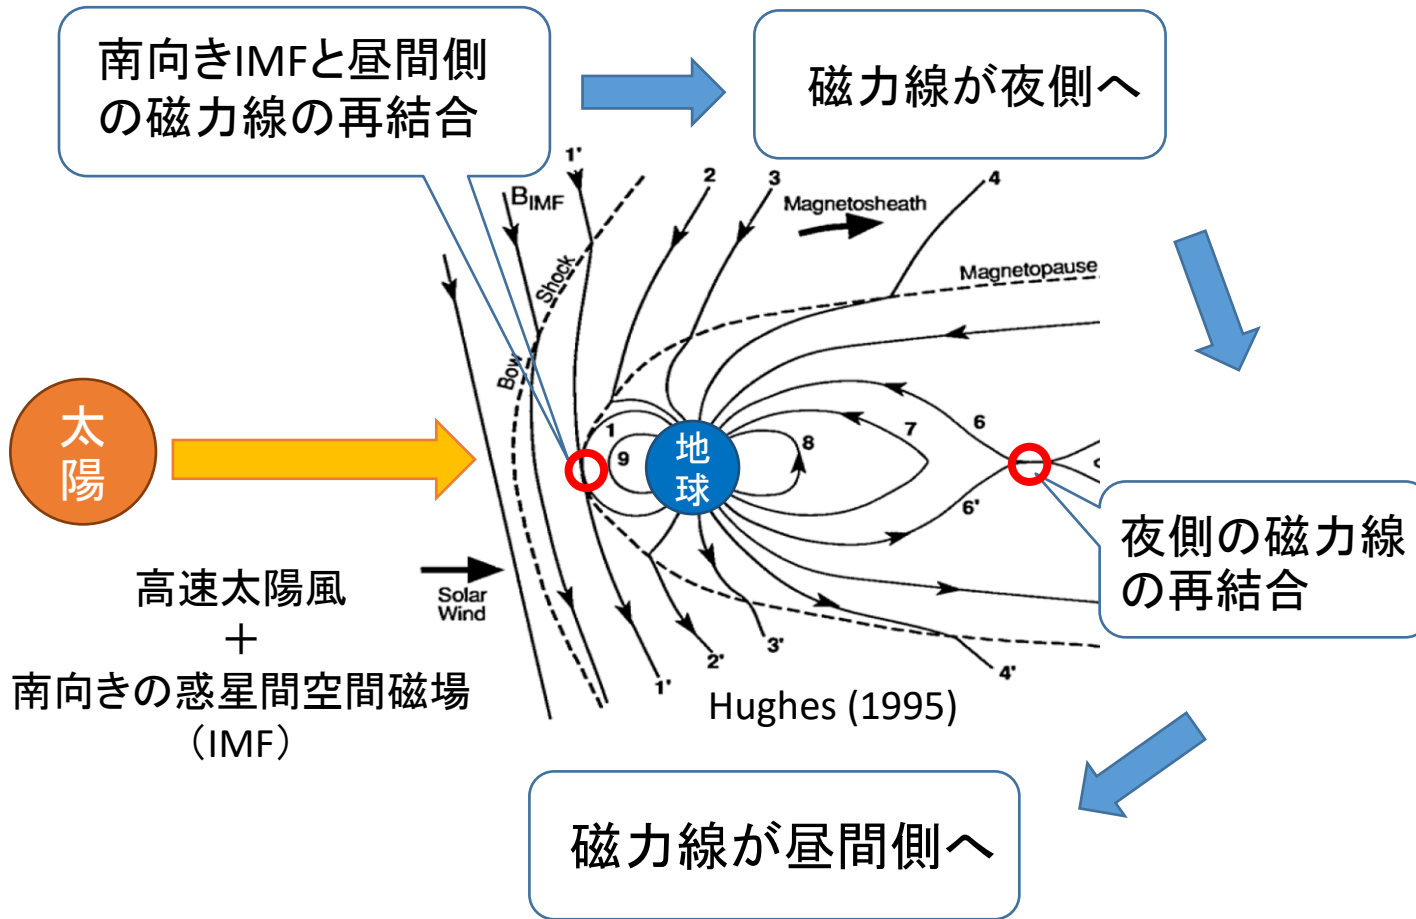 南向きIMFと昼間側
の磁力線の再結合
磁力線が夜側へ
1'
2
3
4
BIMF
Magnetosheath
Shock
Magnetopause
Bow
太
陽
1
9
地
球
8
7
6
6'
夜側の磁力線
の再結合
高速太陽風
＋
南向きの惑星間空間磁場
（IMF）
Solar
Wind
1'
2'
3'
4'
Hughes (1995)
磁力線が昼間側へ